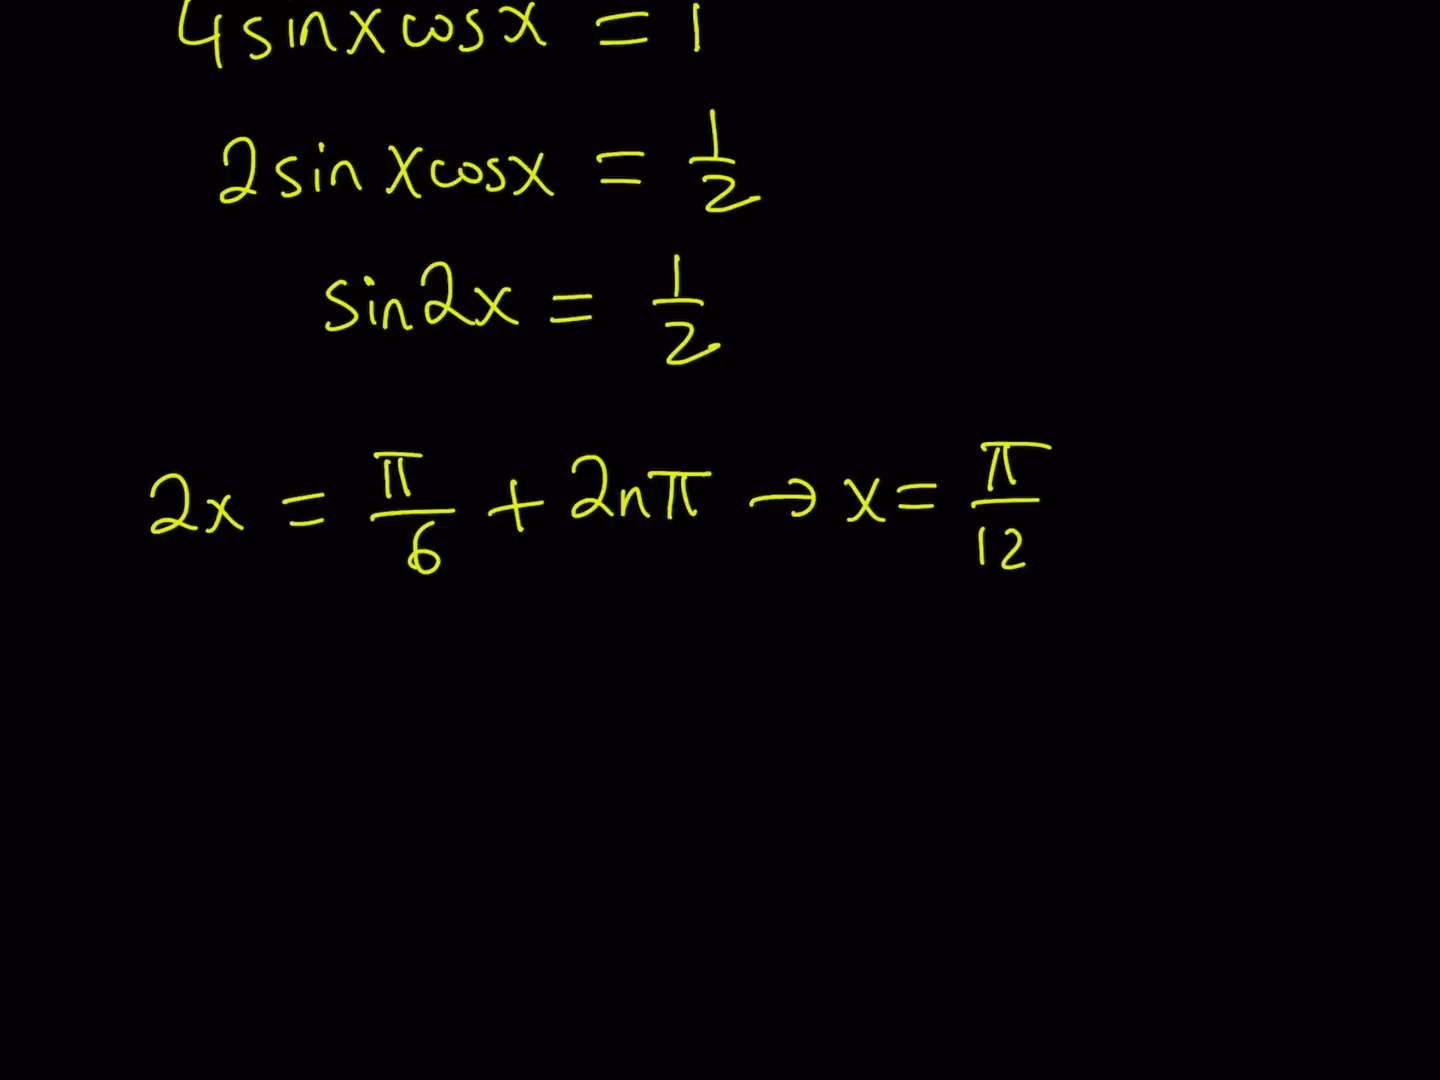 4sinxcosx = 1
2sinxcosx = 1/2
sin2x = 1/2
2x = π/6 + 2nπ → x = π/12